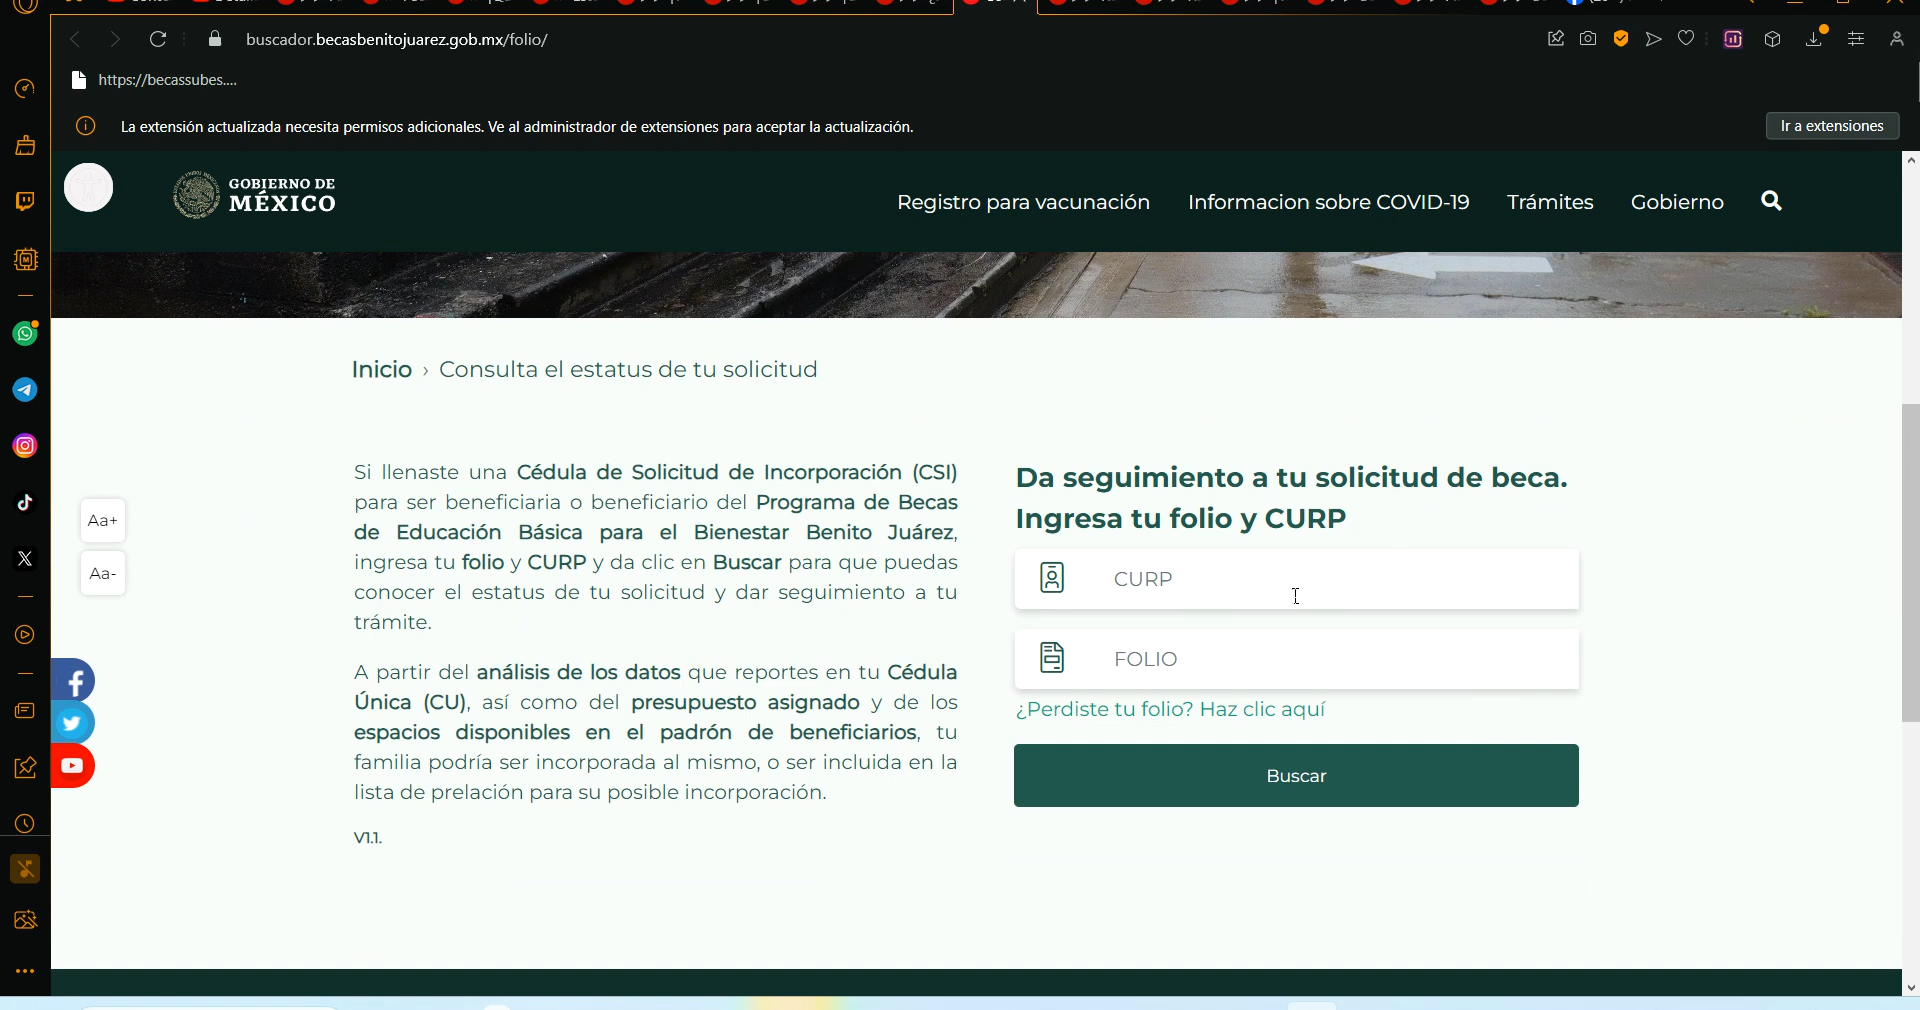 buscador.becasbenitojuarez.gob.mx/folio/
https://becassubes....
La extensión actualizada necesita permisos adicionales. Ve al administrador de extensiones para aceptar la actualización.
Ir a extensiones
GOBIERNO DE
MÉXICO
Registro para vacunación
Informacion sobre COVID-19
Trámites
Gobierno
Inicio › Consulta el estatus de tu solicitud
Si llenaste una Cédula de Solicitud de Incorporación (CSI)
para ser beneficiaria o beneficiario del Programa de Becas
de Educación Básica para el Bienestar Benito Juárez,
ingresa tu folio y CURP y da clic en Buscar para que puedas
conocer el estatus de tu solicitud y dar seguimiento a tu
trámite.
A partir del análisis de los datos que reportes en tu Cédula
Única (CU), así como del presupuesto asignado y de los
espacios disponibles en el padrón de beneficiarios, tu
familia podría ser incorporada al mismo, o ser incluida en la
lista de prelación para su posible incorporación.
V1.1.
Da seguimiento a tu solicitud de beca.
Ingresa tu folio y CURP
CURP
FOLIO
¿Perdiste tu folio? Haz clic aquí
Buscar
Aa+
Aa-